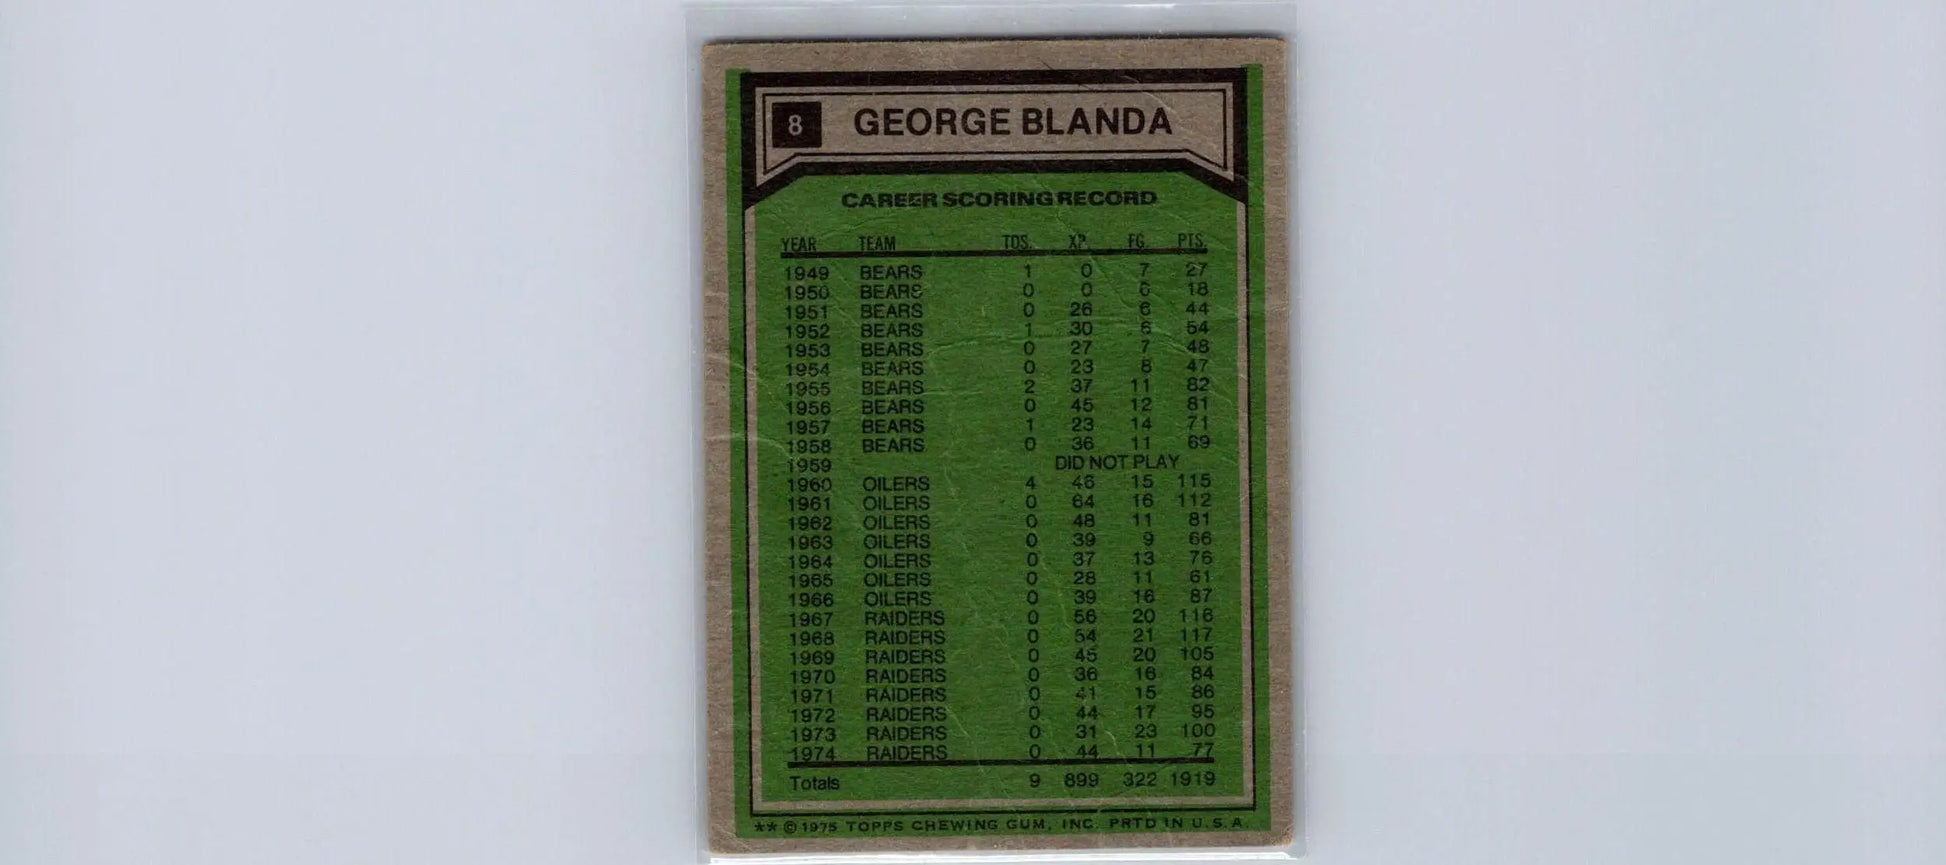 8 GEORGE BLANDA
CAREER SCORING RECORD
YEAR TEAM TDS. XP. FG. PTS.
1949 BEARS 1 0 7 27
1950 BEARS 0 0 6 18
1951 BEARS 0 26 6 44
1952 BEARS 1 30 6 54
1953 BEARS 0 27 7 48
1954 BEARS 0 23 8 47
1955 BEARS 2 37 11 82
1956 BEARS 0 45 12 81
1957 BEARS 1 23 14 71
1958 BEARS 0 36 11 69
1959 DID NOT PLAY
1960 OILERS 4 46 15 115
1961 OILERS 0 64 16 112
1962 OILERS 0 48 11 81
1963 OILERS 0 39 9 66
1964 OILERS 0 37 13 76
1965 OILERS 0 28 11 61
1966 OILERS 0 39 16 87
1967 RAIDERS 0 56 20 116
1968 RAIDERS 0 54 21 117
1969 RAIDERS 0 45 20 105
1970 RAIDERS 0 36 16 84
1971 RAIDERS 0 41 15 86
1972 RAIDERS 0 44 17 95
1973 RAIDERS 0 31 23 100
1974 RAIDERS 0 44 11 77
Totals 9 899 322 1919
** © 1975 TOPPS CHEWING GUM, INC. PRTD IN U.S.A.